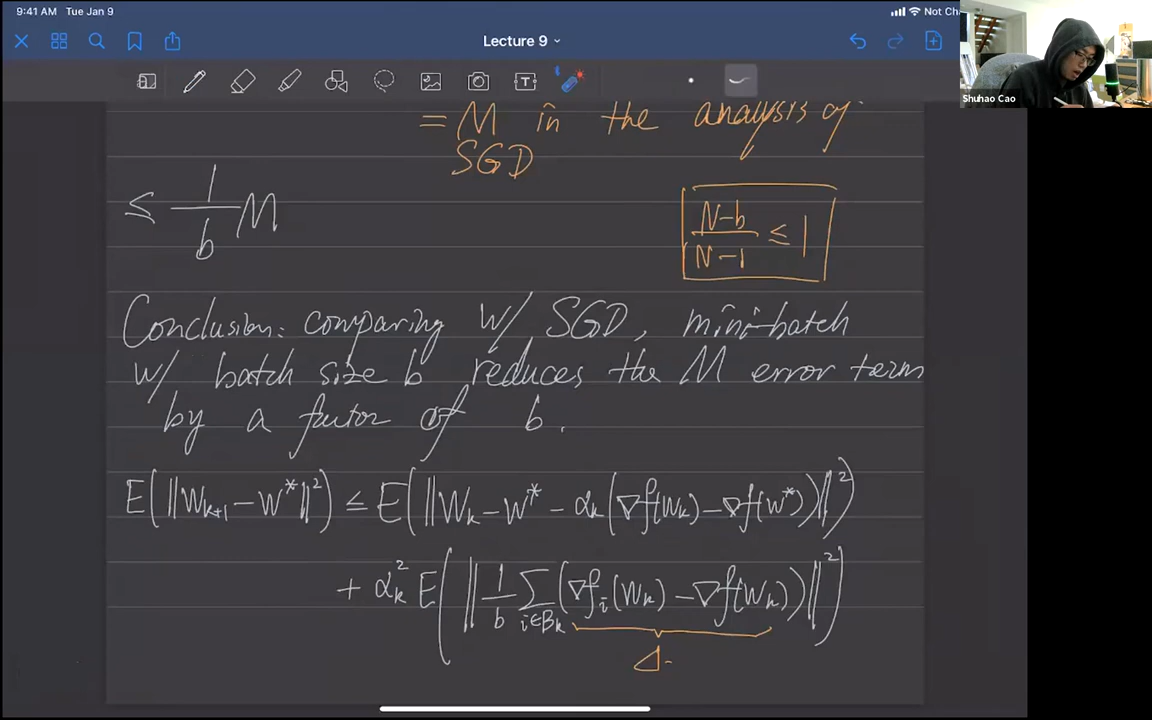 9:41 AM Tue Jan 9
Not Ch
Lecture 9
Shuhao Cao
= M in the analysis of
SGD
≤ 1/b M
(N-b)/(N-1) ≤ 1
Conclusion: comparing w/ SGD, mini-batch
w/ batch size b reduces the M error term
by a factor of b.
E(‖W_{k+1} - W*‖²) ≤ E(‖W_k - W* - α_k(∇f(W_k) - ∇f(W*))‖²)
+ α_k² E(‖1/b ∑_{i∈B_k} (∇f_i(W_k) - ∇f(W_k))‖²)